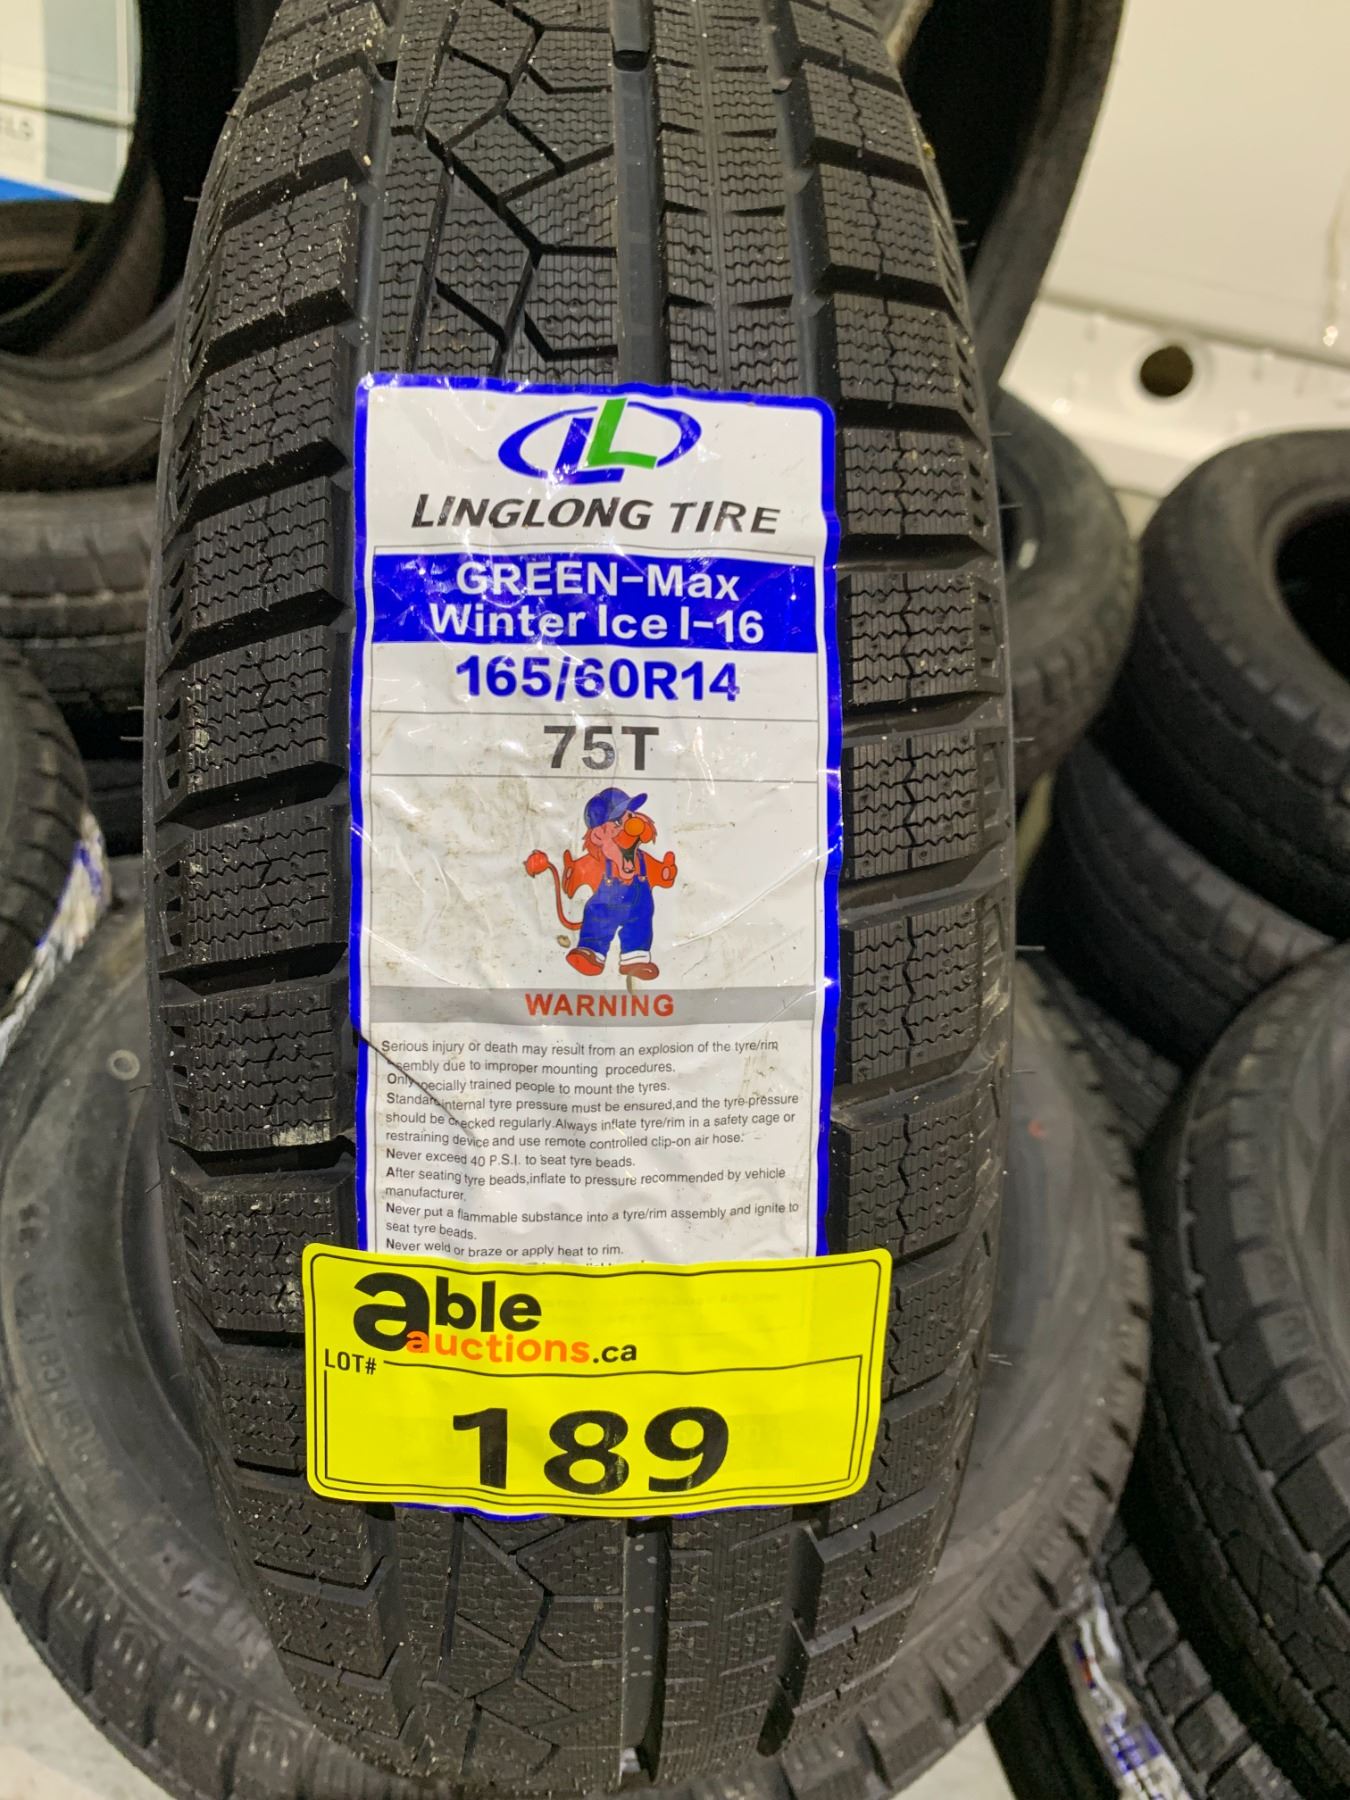 ELS
LL
LINGLONG TIRE
GREEN-Max
Winter Ice I-16
165/60R14
75T
WARNING
Serious injury or death may result from an explosion of the tyre/rim
sembly due to improper mounting procedures.
Only pecially trained people to mount the tyres.
Standar internal tyre pressure must be ensured,and the tyre pressure
should be checked regularly.Always inflate tyre/rim in a safety cage or
restraining device and use remote controlled clip-on air hose.
Never exceed 40 P.S.I. to seat tyre beads.
After seating tyre beads,inflate to pressure recommended by vehicle
manufacturer.
Never put a flammable substance into a tyre/rim assembly and ignite to
seat tyre beads.
Never weld or braze or apply heat to rim.
able
auctions.ca
LOT#
189